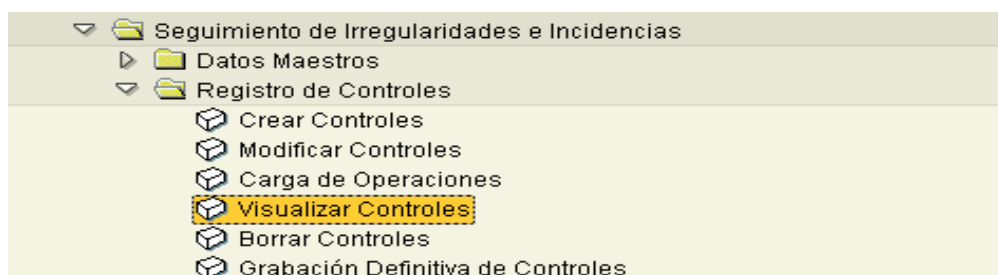 Seguimiento de Irregularidades e Incidencias
Datos Maestros
Registro de Controles
Crear Controles
Modificar Controles
Carga de Operaciones
Visualizar Controles
Borrar Controles
Grabación Definitiva de Controles